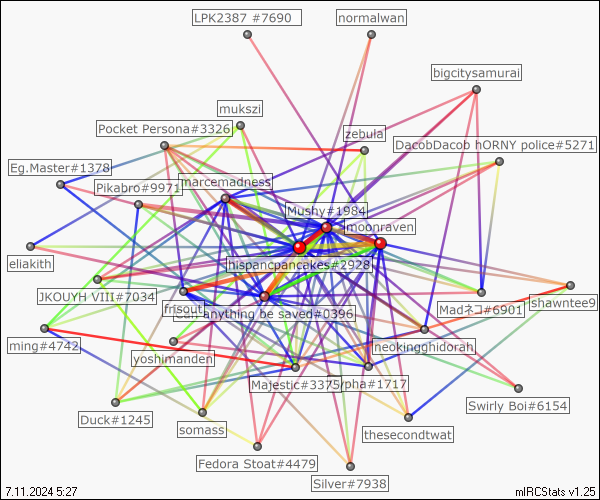 LPK2387 #7690
normalwan
bigcitysamurai
mukszi
Pocket Persona#3326
zebula
DacobDacob hORNY police#5271
Eg.Master#1378
Pikabro#9971
marcemadness
Mushy#1984
moonraven
eliakith
hispancpancakes#2928
JKOUYH VIII#7034
frisout
anything be saved#0396
Madネコ#6901
shawntee9
ming#4742
yoshimanden
neokingghidorah
Majestic#3375
ypha#1717
Swirly Boi#6154
Duck#1245
somass
thesecondtwat
Fedora Stoat#4479
Silver#7938
7.11.2024 5:27
mIRCStats v1.25